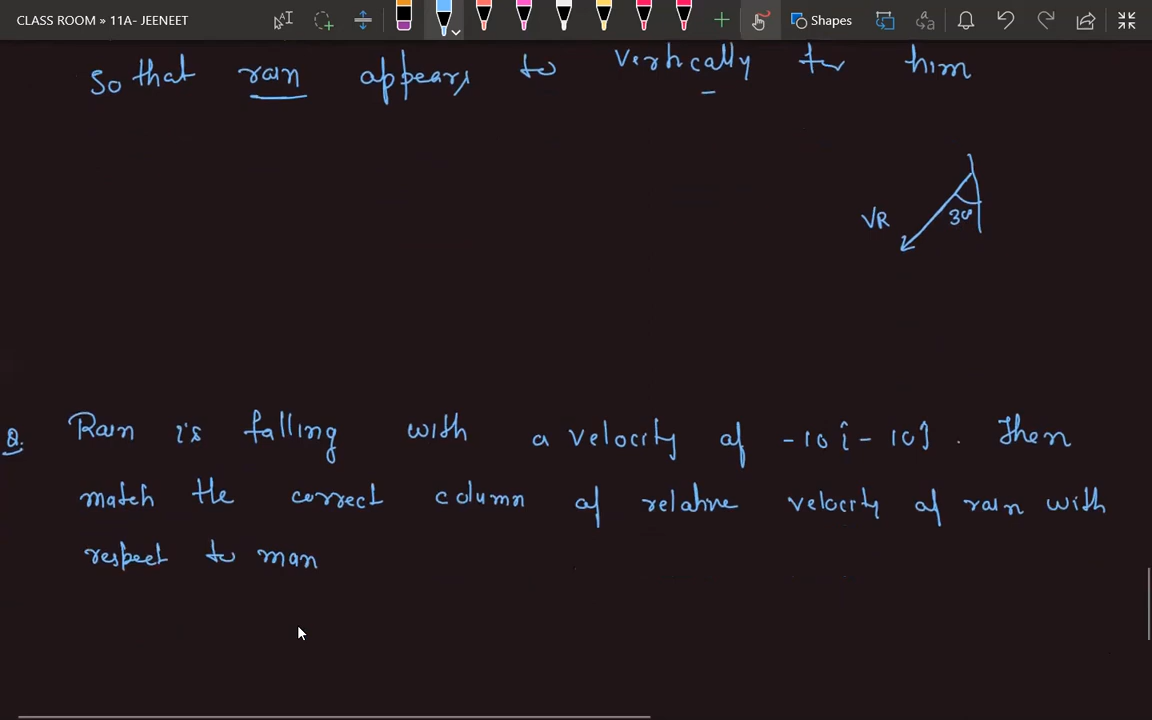 CLASS ROOM » 11A- JEENEET
Shapes
So that rain appears to vertically to him
VR
30°
Q. Rain is falling with a velocity of -10î - 10ĵ . Then
match the correct column of relative velocity of rain with
respect to man